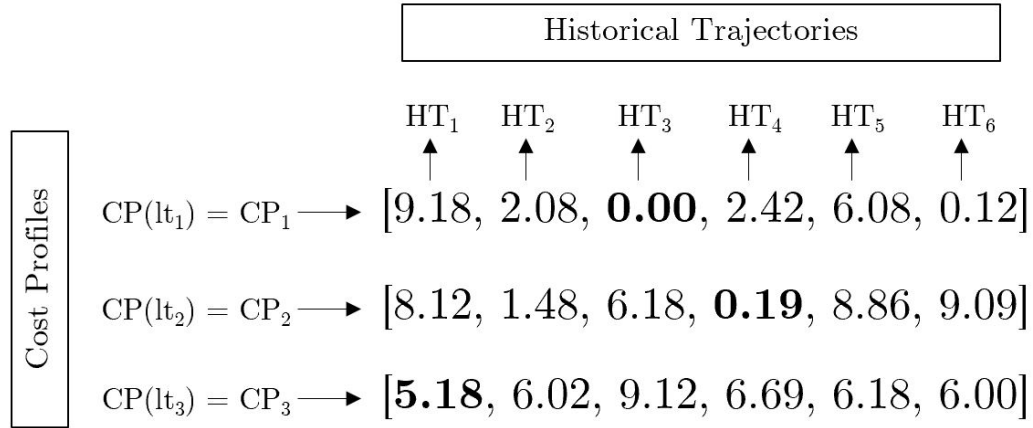 Historical Trajectories
HT₁ HT₂ HT₃ HT₄ HT₅ HT₆
Cost Profiles
CP(lt₁) = CP₁ [9.18, 2.08, 0.00, 2.42, 6.08, 0.12]
CP(lt₂) = CP₂ [8.12, 1.48, 6.18, 0.19, 8.86, 9.09]
CP(lt₃) = CP₃ [5.18, 6.02, 9.12, 6.69, 6.18, 6.00]